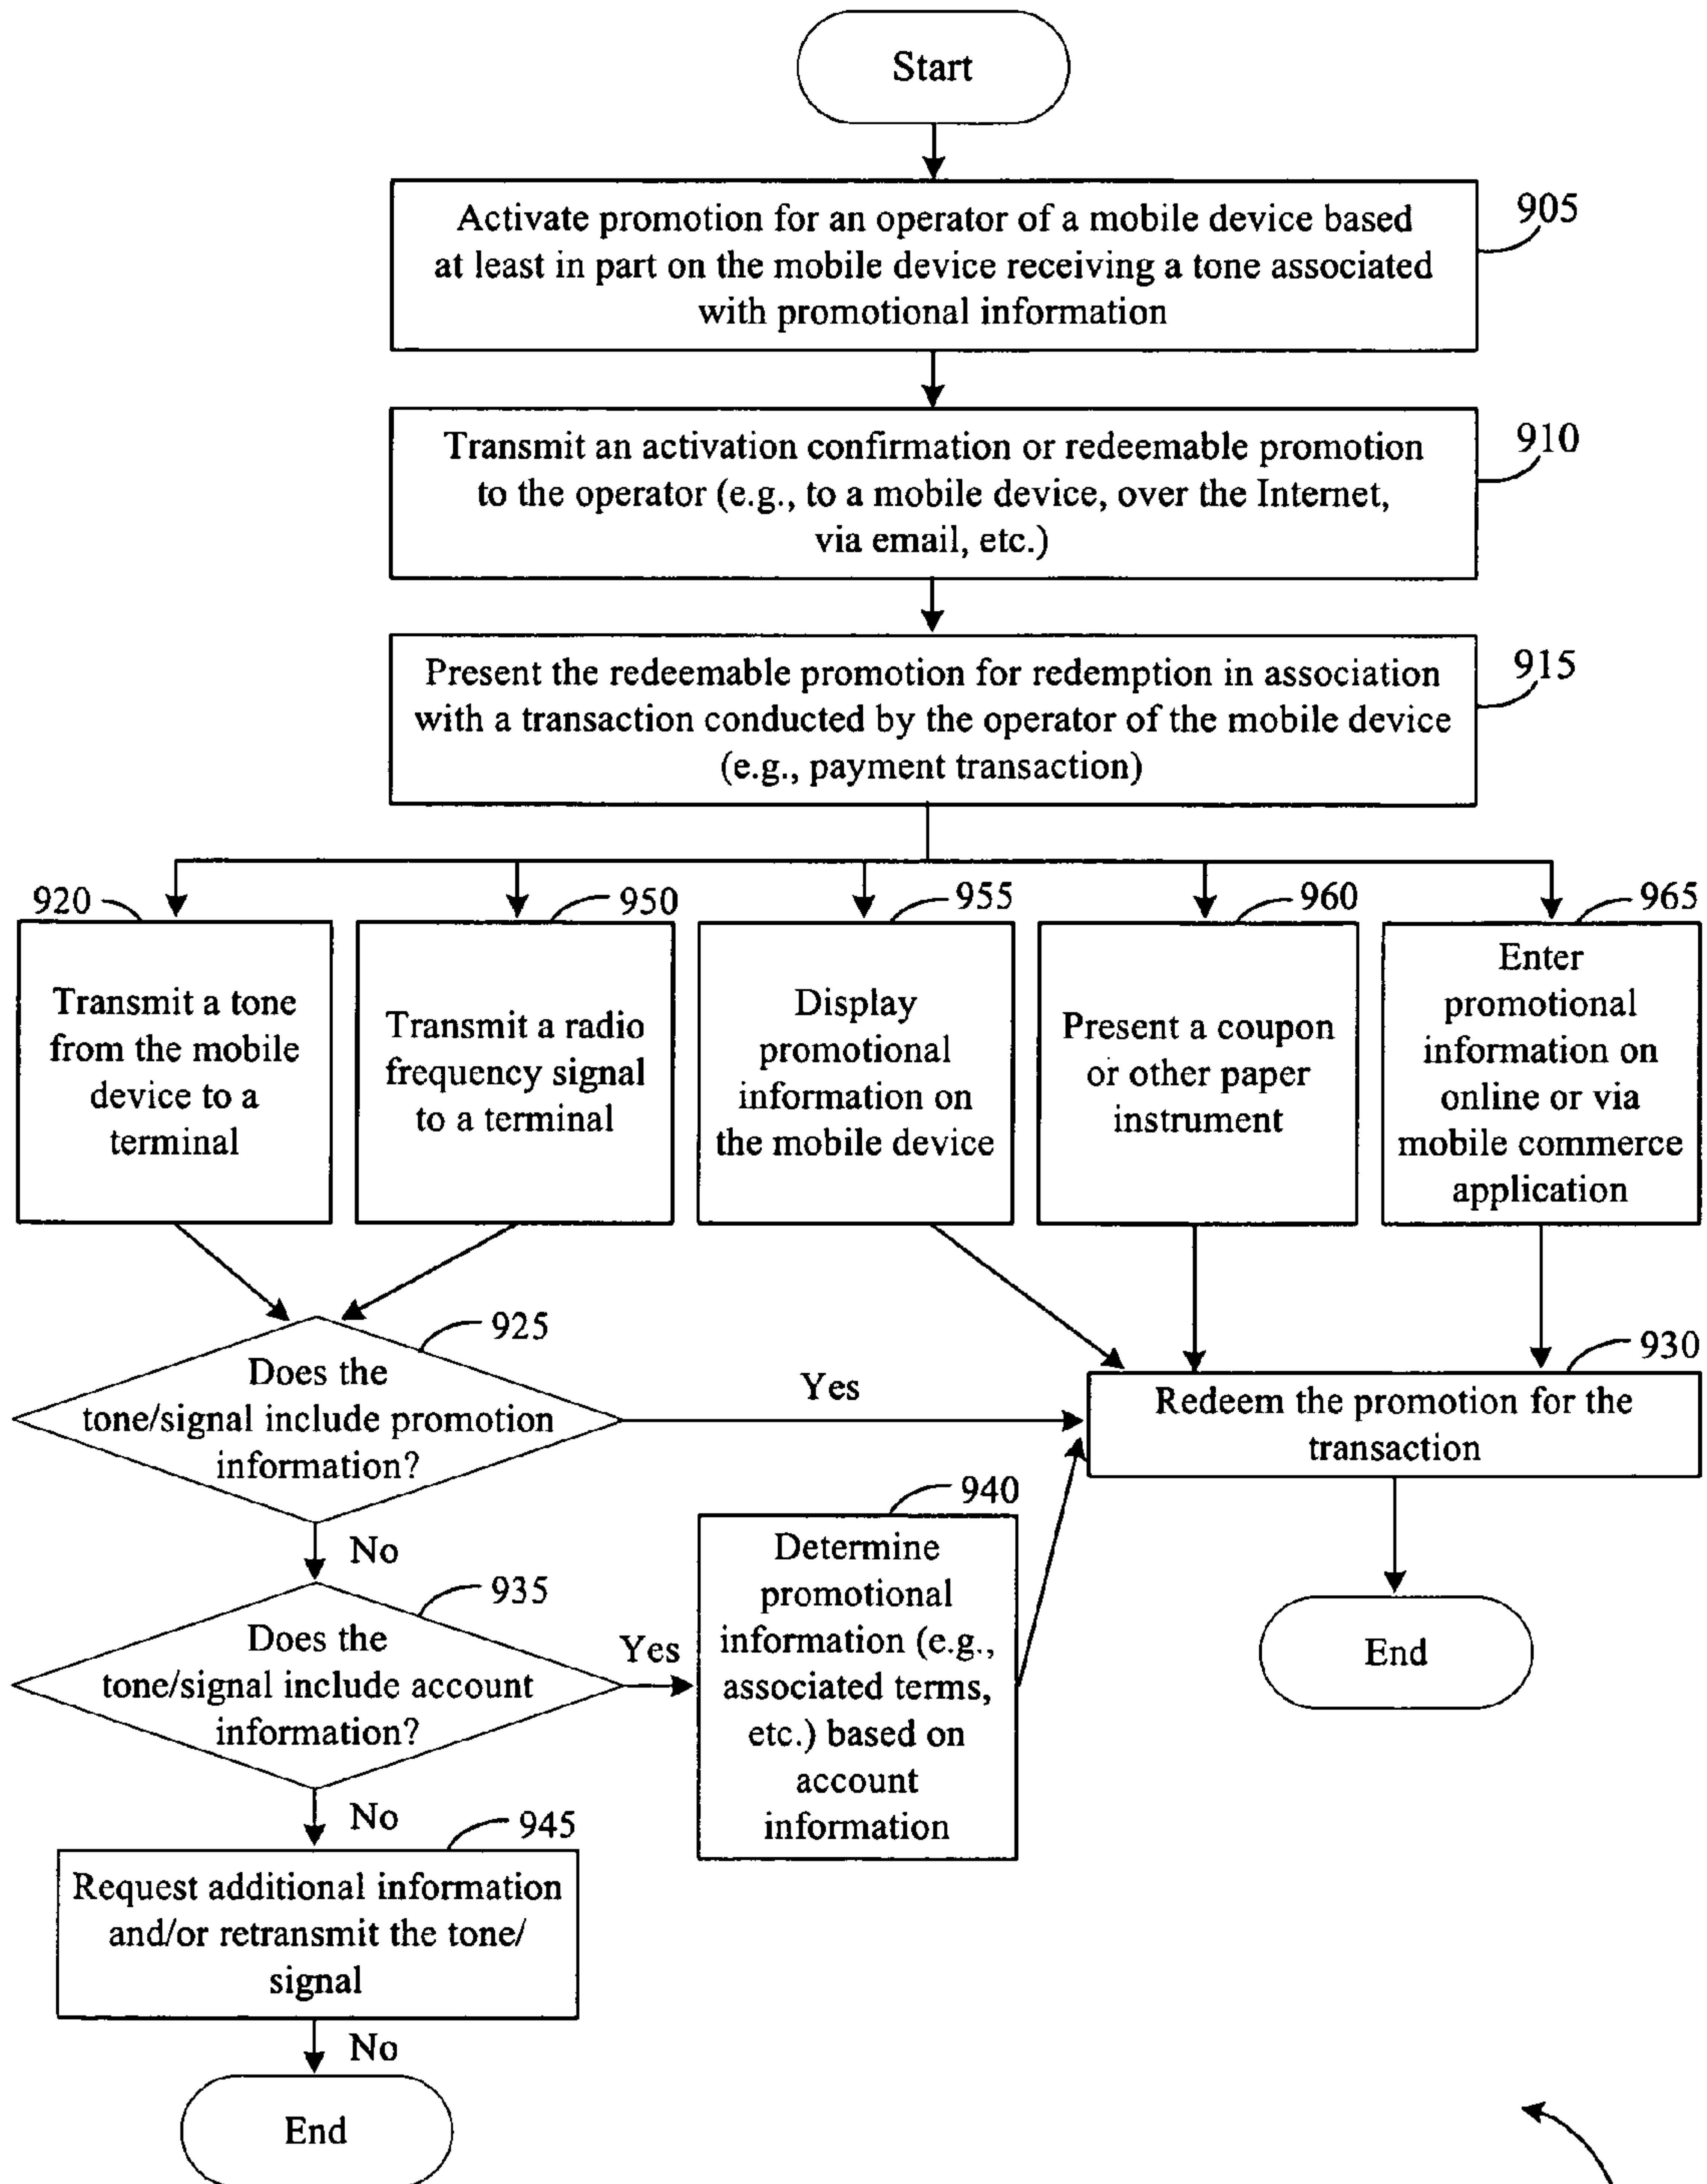 Start
Activate promotion for an operator of a mobile device based
at least in part on the mobile device receiving a tone associated
with promotional information
905
Transmit an activation confirmation or redeemable promotion
to the operator (e.g., to a mobile device, over the Internet,
via email, etc.)
910
Present the redeemable promotion for redemption in association
with a transaction conducted by the operator of the mobile device
(e.g., payment transaction)
915
920
Transmit a tone
from the mobile
device to a
terminal
950
Transmit a radio
frequency signal
to a terminal
955
Display
promotional
information on
the mobile device
960
Present a coupon
or other paper
instrument
965
Enter
promotional
information on
online or via
mobile commerce
application
925
Does the
tone/signal include promotion
information?
Yes
No
930
Redeem the promotion for the
transaction
End
935
Does the
tone/signal include account
information?
Yes
No
940
Determine
promotional
information (e.g.,
associated terms,
etc.) based on
account
information
945
Request additional information
and/or retransmit the tone/
signal
No
End